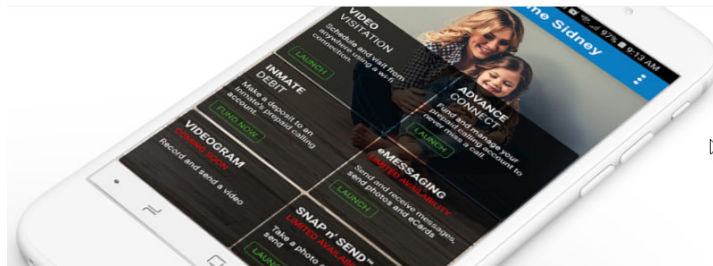 97% 9:13 AM
me Sidney
VIDEO
VISITATION
Schedule and visit from
anywhere using a wi-fi
connection.
LAUNCH
ADVANCE
CONNECT
Fund and manage your
prepaid calling account to
never miss a call.
LAUNCH
INMATE
DEBIT
Make a deposit to an
Inmate's prepaid calling
account.
FUND NOW
eMESSAGING
LIMITED AVAILABILITY
Send and receive messages,
send photos and eCards
LAUNCH
VIDEOGRAM
COMING SOON
Record and send a video
SNAP n' SEND™
LIMITED AVAILAB
Take a photo
send
LAUN